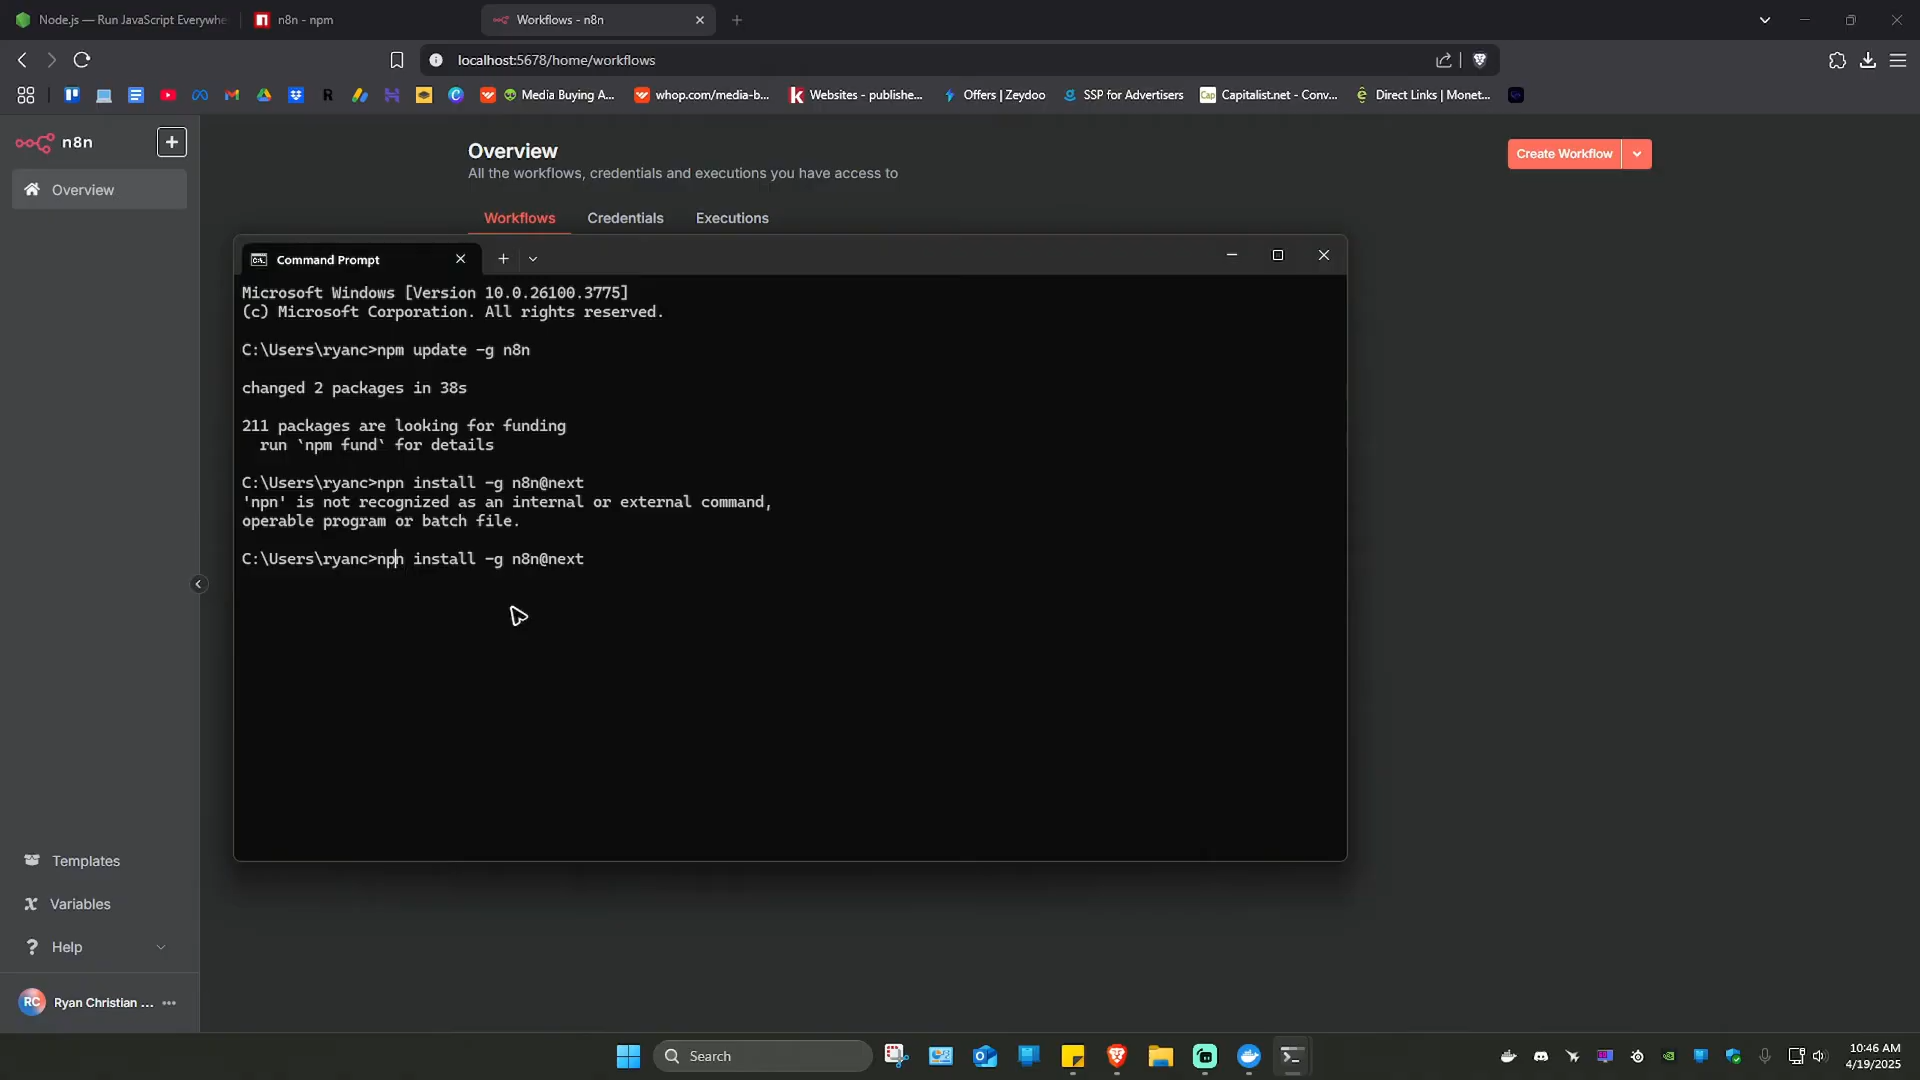 Node.js — Run JavaScript Everywhe
n8n - npm
Workflows - n8n
localhost:5678/home/workflows
Media Buying A...
whop.com/media-b...
Websites - publishe...
Offers | Zeydoo
SSP for Advertisers
Cap
Capitalist.net - Conv...
Direct Links | Monet...
n8n
Overview
Overview
All the workflows, credentials and executions you have access to
Create Workflow
Workflows
Credentials
Executions
Command Prompt
Microsoft Windows [Version 10.0.26100.3775]
(c) Microsoft Corporation. All rights reserved.
C:\Users\ryanc>npm update -g n8n
changed 2 packages in 38s
211 packages are looking for funding
run `npm fund` for details
C:\Users\ryanc>npn install -g n8n@next
'npn' is not recognized as an internal or external command,
operable program or batch file.
C:\Users\ryanc>npn install -g n8n@next
Templates
Variables
Help
RC
Ryan Christian ...
Search
10:46 AM
4/19/2025